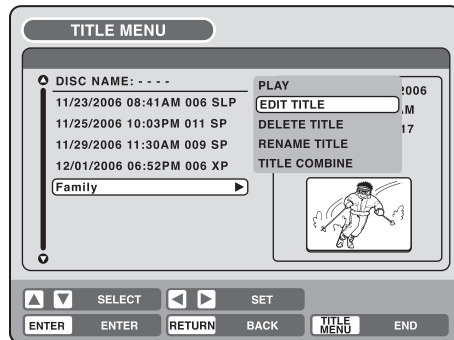 TITLE MENU
DISC NAME: - - - -
11/23/2006 08:41AM 006 SLP
11/25/2006 10:03PM 011 SP
11/29/2006 11:30AM 009 SP
12/01/2006 06:52PM 006 XP
Family
PLAY
EDIT TITLE
DELETE TITLE
RENAME TITLE
TITLE COMBINE
2006
M
17
SELECT
SET
ENTER ENTER
RETURN BACK
TITLE MENU END